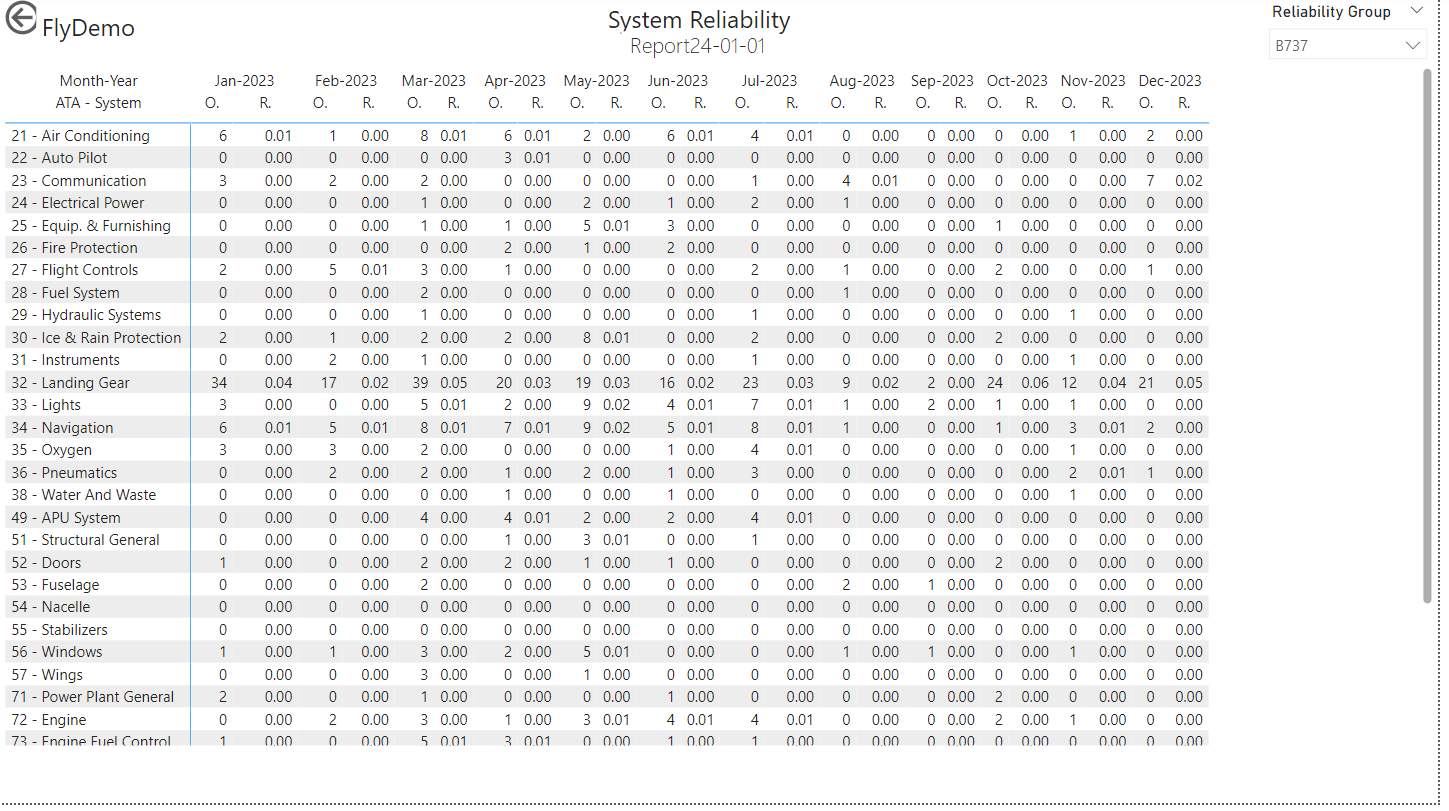 FlyDemo
System Reliability
Report24-01-01
Reliability Group
B737
Month-Year Jan-2023 Feb-2023 Mar-2023 Apr-2023 May-2023 Jun-2023 Jul-2023 Aug-2023 Sep-2023 Oct-2023 Nov-2023 Dec-2023
ATA - System O. R. O. R. O. R. O. R. O. R. O. R. O. R. O. R. O. R. O. R. O. R. O. R.
21 - Air Conditioning 6 0.01 1 0.00 8 0.01 6 0.01 2 0.00 6 0.01 4 0.01 0 0.00 0 0.00 0 0.00 1 0.00 2 0.00
22 - Auto Pilot 0 0.00 0 0.00 0 0.00 3 0.01 0 0.00 0 0.00 0 0.00 0 0.00 0 0.00 0 0.00 0 0.00 0 0.00
23 - Communication 3 0.00 2 0.00 2 0.00 0 0.00 0 0.00 0 0.00 1 0.00 4 0.01 0 0.00 0 0.00 0 0.00 7 0.02
24 - Electrical Power 0 0.00 0 0.00 1 0.00 0 0.00 2 0.00 1 0.00 2 0.00 1 0.00 0 0.00 0 0.00 0 0.00 0 0.00
25 - Equip. & Furnishing 0 0.00 0 0.00 1 0.00 1 0.00 5 0.01 3 0.00 0 0.00 0 0.00 0 0.00 1 0.00 0 0.00 0 0.00
26 - Fire Protection 0 0.00 0 0.00 0 0.00 2 0.00 1 0.00 2 0.00 0 0.00 0 0.00 0 0.00 0 0.00 0 0.00 0 0.00
27 - Flight Controls 2 0.00 5 0.01 3 0.00 1 0.00 0 0.00 0 0.00 2 0.00 1 0.00 0 0.00 2 0.00 0 0.00 1 0.00
28 - Fuel System 0 0.00 0 0.00 2 0.00 0 0.00 0 0.00 0 0.00 0 0.00 1 0.00 0 0.00 0 0.00 0 0.00 0 0.00
29 - Hydraulic Systems 0 0.00 0 0.00 1 0.00 0 0.00 0 0.00 0 0.00 1 0.00 0 0.00 0 0.00 0 0.00 1 0.00 0 0.00
30 - Ice & Rain Protection 2 0.00 1 0.00 2 0.00 2 0.00 8 0.01 0 0.00 2 0.00 0 0.00 0 0.00 2 0.00 0 0.00 0 0.00
31 - Instruments 0 0.00 2 0.00 1 0.00 0 0.00 0 0.00 0 0.00 1 0.00 0 0.00 0 0.00 0 0.00 1 0.00 0 0.00
32 - Landing Gear 34 0.04 17 0.02 39 0.05 20 0.03 19 0.03 16 0.02 23 0.03 9 0.02 2 0.00 24 0.06 12 0.04 21 0.05
33 - Lights 3 0.00 0 0.00 5 0.01 2 0.00 9 0.02 4 0.01 7 0.01 1 0.00 2 0.00 1 0.00 1 0.00 0 0.00
34 - Navigation 6 0.01 5 0.01 8 0.01 7 0.01 9 0.02 5 0.01 8 0.01 1 0.00 0 0.00 1 0.00 3 0.01 2 0.00
35 - Oxygen 3 0.00 3 0.00 2 0.00 0 0.00 0 0.00 1 0.00 4 0.01 0 0.00 0 0.00 0 0.00 1 0.00 0 0.00
36 - Pneumatics 0 0.00 2 0.00 2 0.00 1 0.00 2 0.00 1 0.00 3 0.00 0 0.00 0 0.00 0 0.00 2 0.01 1 0.00
38 - Water And Waste 0 0.00 0 0.00 0 0.00 1 0.00 0 0.00 1 0.00 0 0.00 0 0.00 0 0.00 0 0.00 1 0.00 0 0.00
49 - APU System 0 0.00 0 0.00 4 0.00 4 0.01 2 0.00 2 0.00 4 0.01 0 0.00 0 0.00 0 0.00 0 0.00 0 0.00
51 - Structural General 0 0.00 0 0.00 0 0.00 1 0.00 3 0.01 0 0.00 1 0.00 0 0.00 0 0.00 0 0.00 0 0.00 0 0.00
52 - Doors 1 0.00 0 0.00 2 0.00 2 0.00 1 0.00 1 0.00 0 0.00 0 0.00 0 0.00 2 0.00 0 0.00 0 0.00
53 - Fuselage 0 0.00 0 0.00 2 0.00 0 0.00 0 0.00 0 0.00 0 0.00 2 0.00 1 0.00 0 0.00 0 0.00 0 0.00
54 - Nacelle 0 0.00 0 0.00 0 0.00 0 0.00 0 0.00 0 0.00 0 0.00 0 0.00 0 0.00 0 0.00 0 0.00 0 0.00
55 - Stabilizers 0 0.00 0 0.00 0 0.00 0 0.00 0 0.00 0 0.00 0 0.00 0 0.00 0 0.00 0 0.00 0 0.00 0 0.00
56 - Windows 1 0.00 1 0.00 3 0.00 2 0.00 5 0.01 0 0.00 0 0.00 1 0.00 1 0.00 0 0.00 1 0.00 0 0.00
57 - Wings 0 0.00 0 0.00 3 0.00 0 0.00 1 0.00 0 0.00 0 0.00 0 0.00 0 0.00 0 0.00 0 0.00 0 0.00
71 - Power Plant General 2 0.00 0 0.00 1 0.00 0 0.00 0 0.00 1 0.00 0 0.00 0 0.00 0 0.00 2 0.00 0 0.00 0 0.00
72 - Engine 0 0.00 2 0.00 3 0.00 1 0.00 3 0.01 4 0.01 4 0.01 0 0.00 0 0.00 2 0.00 1 0.00 0 0.00
73 - Engine Fuel Control 1 0.00 0 0.00 5 0.01 3 0.01 0 0.00 1 0.00 1 0.00 0 0.00 0 0.00 0 0.00 0 0.00 0 0.00